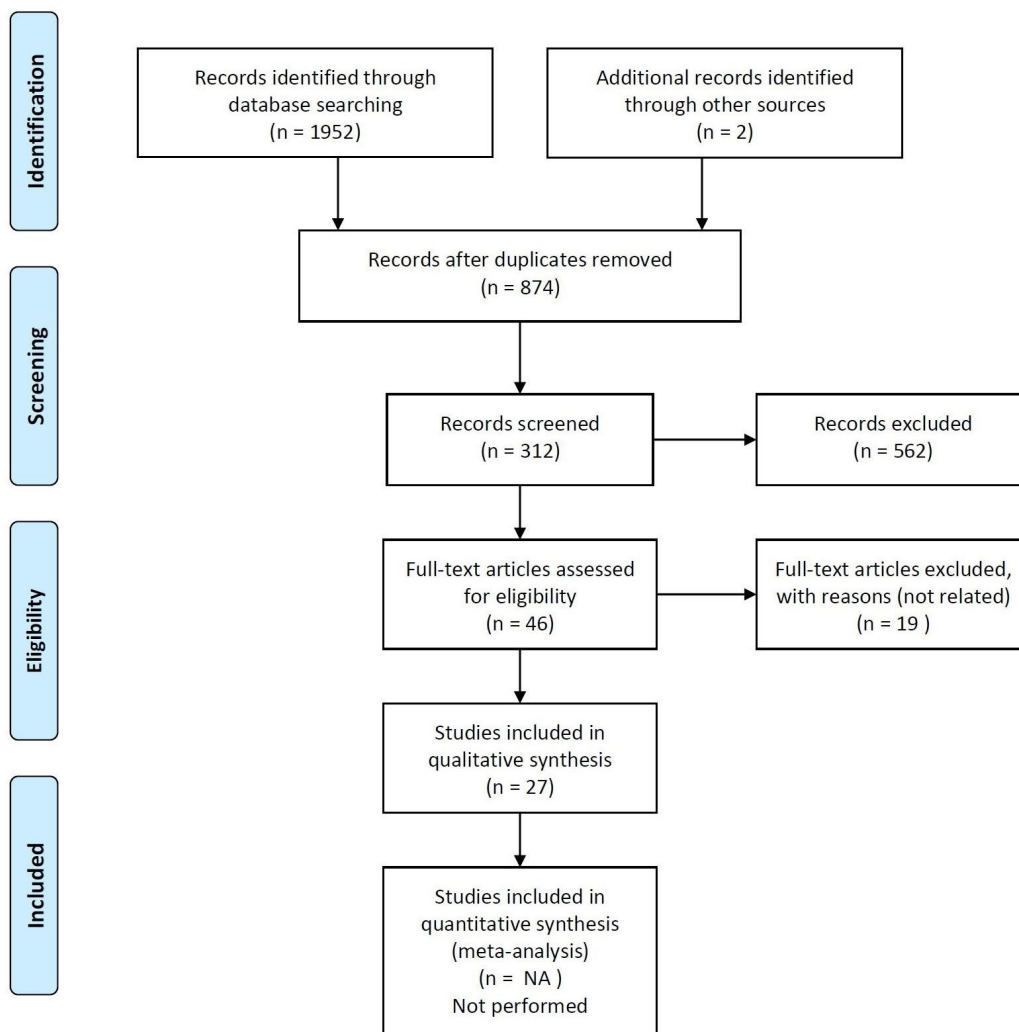 Identification
Records identified through
database searching
(n = 1952)
Additional records identified
through other sources
(n = 2)
Records after duplicates removed
(n = 874)
Screening
Records screened
(n = 312)
Records excluded
(n = 562)
Eligibility
Full-text articles assessed
for eligibility
(n = 46)
Full-text articles excluded,
with reasons (not related)
(n = 19 )
Studies included in
qualitative synthesis
(n = 27)
Included
Studies included in
quantitative synthesis
(meta-analysis)
(n =  NA )
Not performed